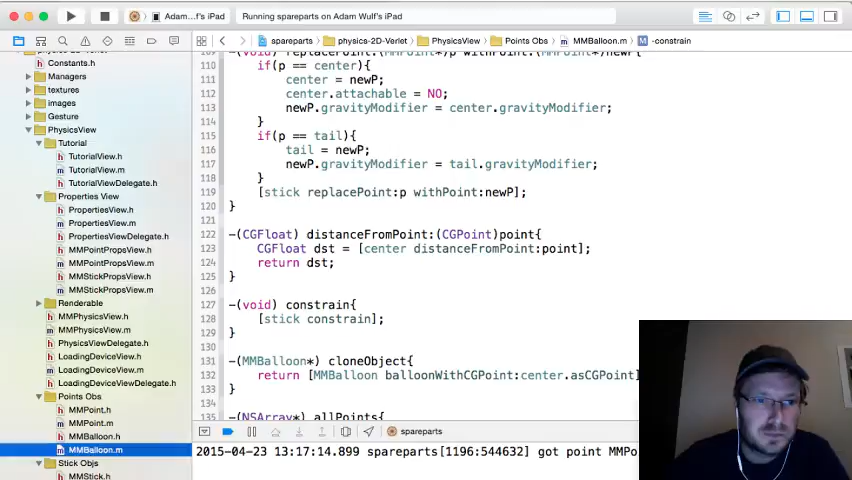 Adam...f's iPad
Running spareparts on Adam Wulf's iPad
spareparts
physics-2D-Verlet
PhysicsView
Points Obs
MMBalloon.m
-constrain
Constants.h
Managers
textures
images
Gesture
PhysicsView
Tutorial
TutorialView.h
TutorialView.m
TutorialViewDelegate.h
Properties View
PropertiesView.h
PropertiesView.m
PropertiesViewDelegate.h
MMPointPropsView.h
MMPointPropsView.m
MMStickPropsView.h
MMStickPropsView.m
Renderable
MMPhysicsView.h
MMPhysicsView.m
PhysicsViewDelegate.h
LoadingDeviceView.h
LoadingDeviceView.m
LoadingDeviceViewDelegate.h
Points Obs
MMPoint.h
MMPoint.m
MMBalloon.h
MMBalloon.m
Stick Objs
MMStick.h
110 if(p == center){
111 center = newP;
112 center.attachable = NO;
113 newP.gravityModifier = center.gravityModifier;
114 }
115 if(p == tail){
116 tail = newP;
117 newP.gravityModifier = tail.gravityModifier;
118 }
119 [stick replacePoint:p withPoint:newP];
120 }
121
122 -(CGFloat) distanceFromPoint:(CGPoint)point{
123 CGFloat dst = [center distanceFromPoint:point];
124 return dst;
125 }
126
127 -(void) constrain{
128 [stick constrain];
129 }
130
131 -(MMBalloon*) cloneObject{
132 return [MMBalloon balloonWithCGPoint:center.asCGPoint]
133 }
134
135 -(NSArray*) allPoints{
spareparts
2015-04-23 13:17:14.899 spareparts[1196:544632] got point MMPo